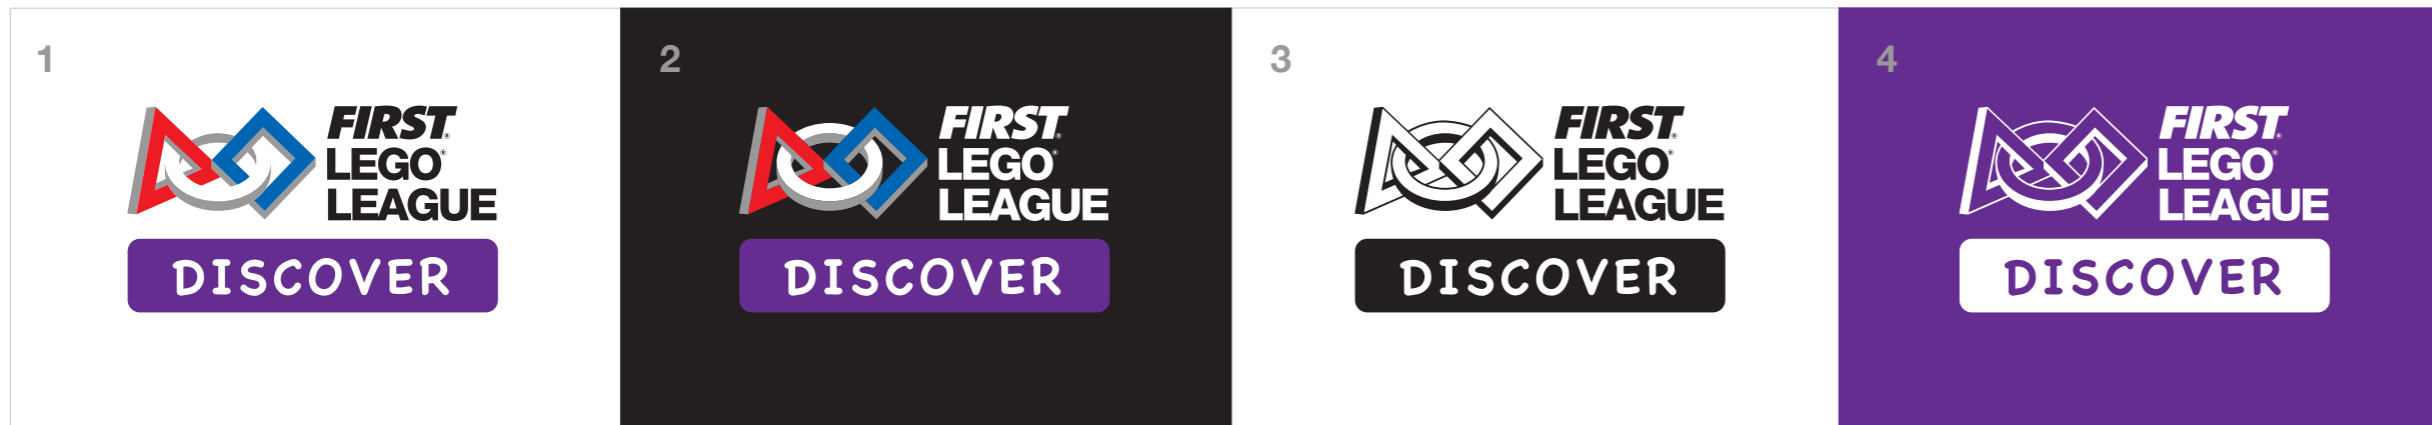 1
FIRST®
LEGO®
LEAGUE
DISCOVER
2
FIRST®
LEGO®
LEAGUE
DISCOVER
3
FIRST®
LEGO®
LEAGUE
DISCOVER
4
FIRST®
LEGO®
LEAGUE
DISCOVER